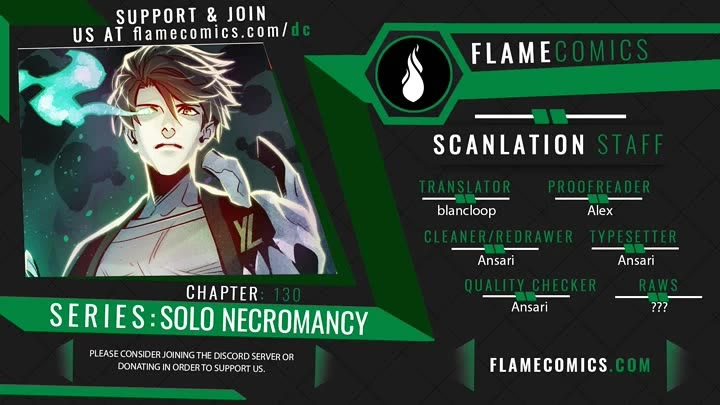 SUPPORT & JOIN
US AT flamecomics.com/dc
FLAMECOMICS
SCANLATION STAFF
TRANSLATOR
blancloop
PROOFREADER
Alex
CLEANER/REDRAWER
Ansari
TYPESETTER
Ansari
QUALITY CHECKER
Ansari
RAWS
???
YL
CHAPTER: 130
SERIES: SOLO NECROMANCY
PLEASE CONSIDER JOINING THE DISCORD SERVER OR
DONATING IN ORDER TO SUPPORT US.
FLAMECOMICS.COM